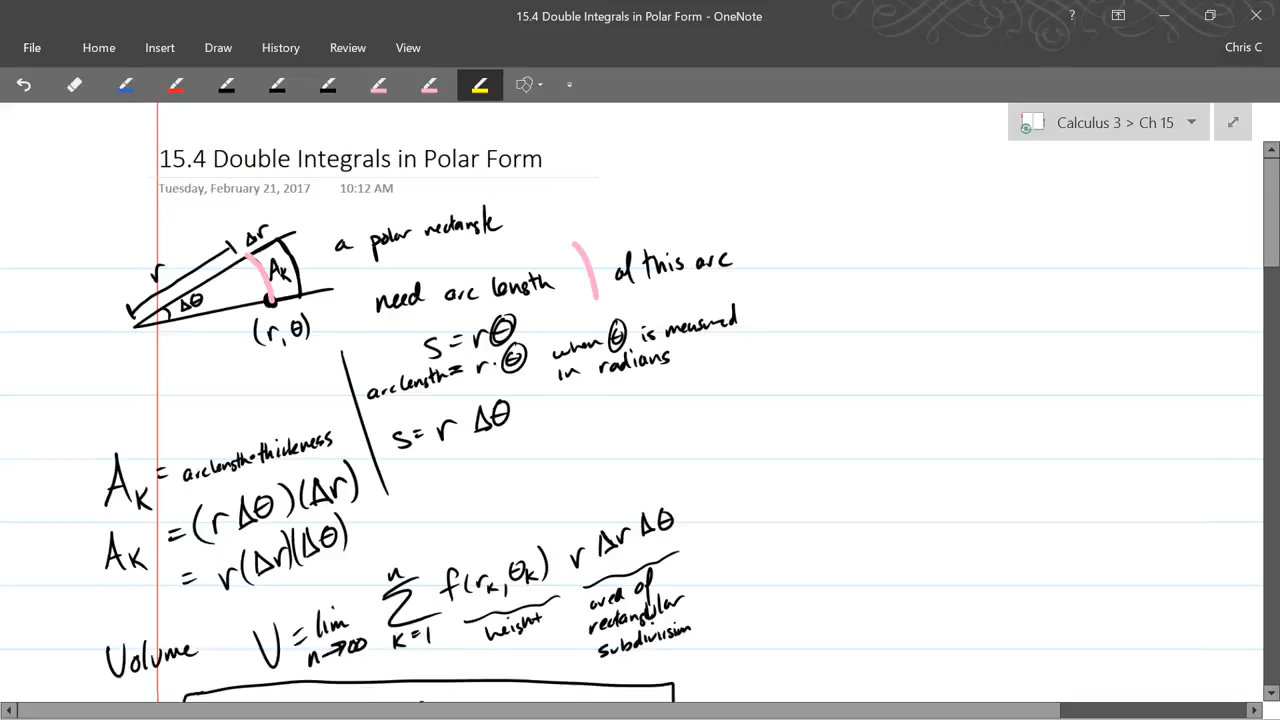 15.4 Double Integrals in Polar Form - OneNote
?
File Home Insert Draw History Review View
Chris C
Calculus 3 > Ch 15
15.4 Double Integrals in Polar Form
Tuesday, February 21, 2017 10:12 AM
r
Δr
Δθ
A_K
(r, θ)
a polar rectangle
need arc length of this arc
s = rθ
arc length = r · θ when θ is measured
in radians
s = r Δθ
A_K = arc length · thickness
A_K = (r Δθ)(Δr)
= r(Δr)(Δθ)
Volume V = lim n→∞ Σ n K=1 f(r_K, θ_K) r Δr Δθ
height
area of
rectangular
subdivision